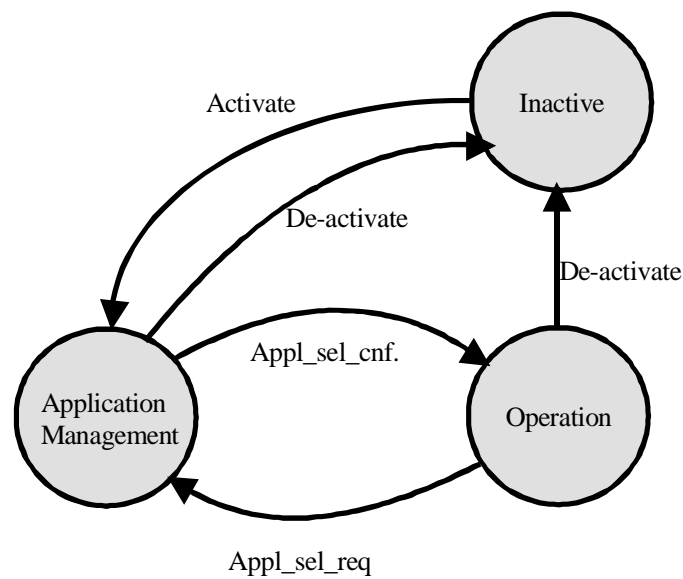 Activate
Inactive
De-activate
De-activate
Appl_sel_cnf.
Application
Management
Operation
Appl_sel_req